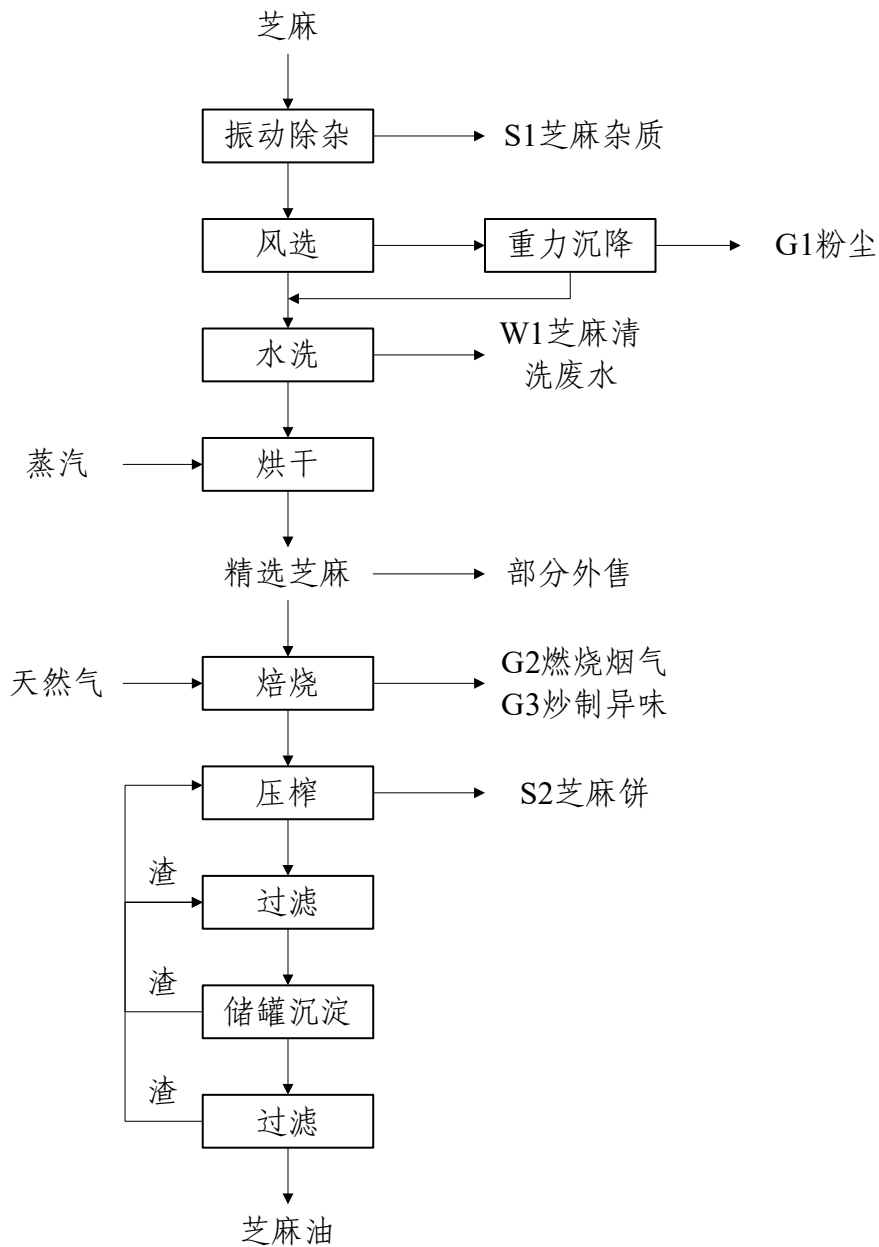 芝麻
振动除杂
S1芝麻杂质
风选
重力沉降
G1粉尘
水洗
W1芝麻清
洗废水
蒸汽
烘干
精选芝麻
部分外售
天然气
焙烧
G2燃烧烟气
G3炒制异味
压榨
S2芝麻饼
渣
过滤
渣
储罐沉淀
渣
过滤
芝麻油